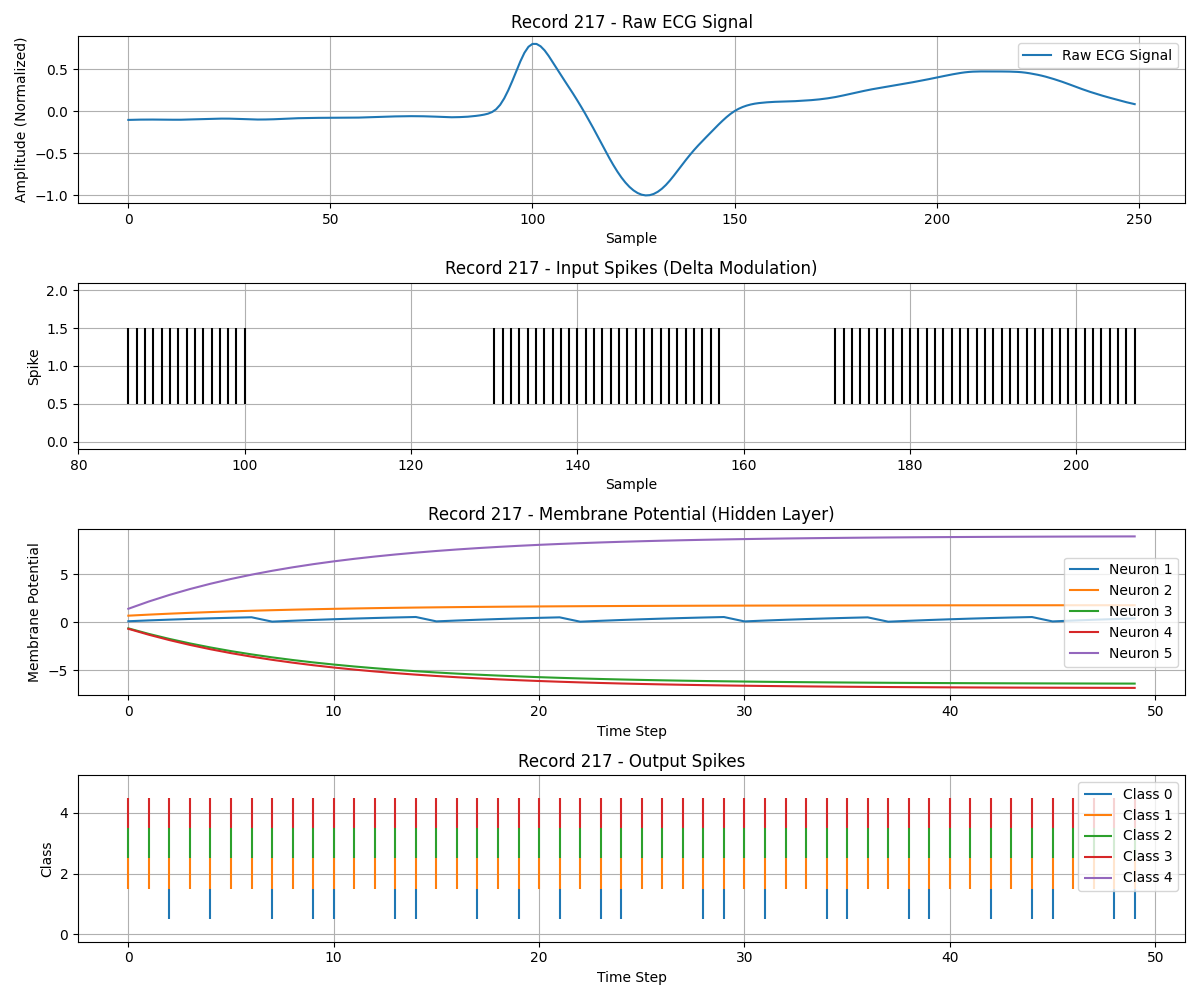 Record 217 - Raw ECG Signal
Amplitude (Normalized)
0.5
0.0
−0.5
−1.0
Raw ECG Signal
0 50 100 150 200 250
Sample
Record 217 - Input Spikes (Delta Modulation)
Spike
2.0
1.5
1.0
0.5
0.0
80 100 120 140 160 180 200
Sample
Record 217 - Membrane Potential (Hidden Layer)
Membrane Potential
5
0
−5
Neuron 1
Neuron 2
Neuron 3
Neuron 4
Neuron 5
0 10 20 30 40 50
Time Step
Record 217 - Output Spikes
Class
4
2
0
Class 0
Class 1
Class 2
Class 3
Class 4
0 10 20 30 40 50
Time Step